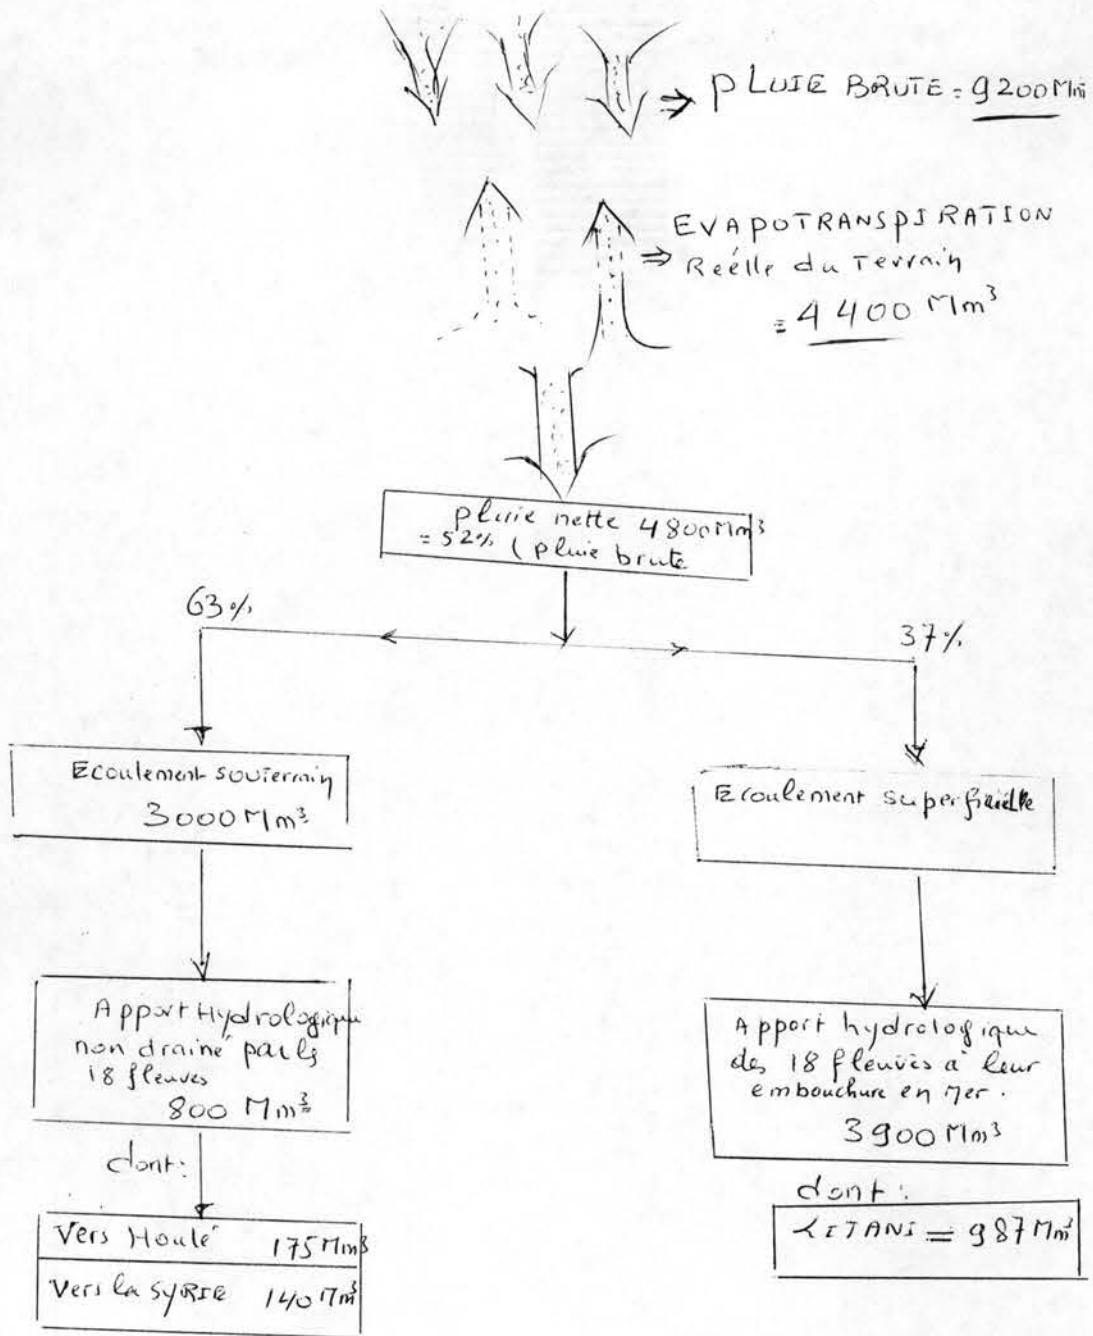 PLUIE BRUTE = 9200 Mm
EVAPOTRANSPIRATION
Reélle du Terrain
= 4400 Mm³
pluie nette 4800 Mm³
= 52% ( pluie brute
63%
37%
Ecoulement souterrain
3000 Mm³
Ecoulement superficielle
Apport Hydrologique
non drainé par les
18 fleuves
800 Mm³
Apport hydrologique
des 18 fleuves à leur
embouchure en Mer.
3900 Mm³
dont:
dont:
Vers Houlé 175 Mm³
Vers la SYRIE 140 Mm³
LITANI = 987 Mm³